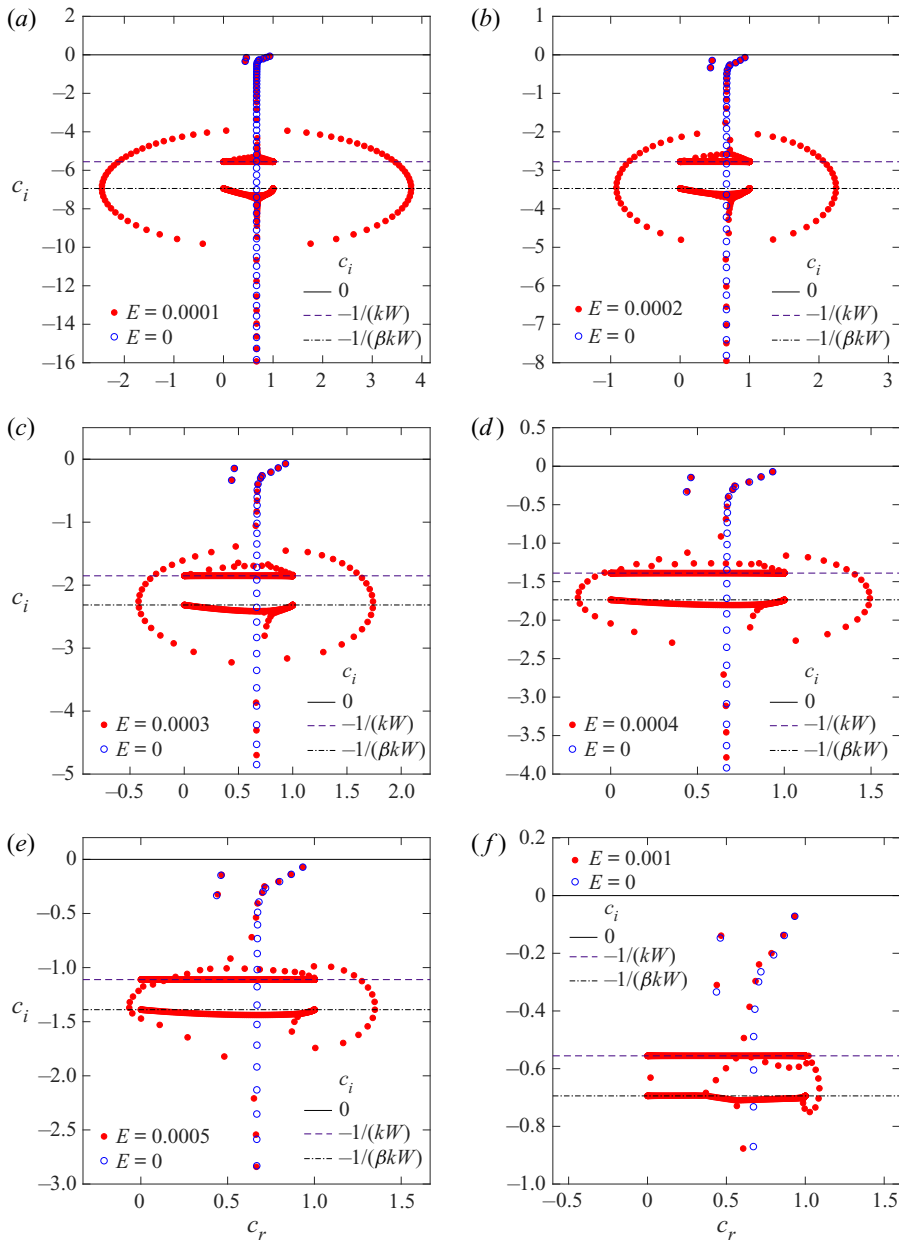 (a)
2
0
−2
−4
−6
−8
−10
−12
−14
−16
c_i
−2
−1
0
1
2
3
4
E = 0.0001
E = 0
c_i
0
−1/(kW)
−1/(βkW)
(b)
1
0
−1
−2
−3
−4
−5
−6
−7
−8
−1
0
1
2
3
E = 0.0002
E = 0
c_i
0
−1/(kW)
−1/(βkW)
(c)
0
−1
−2
−3
−4
−5
c_i
−0.5
0
0.5
1.0
1.5
2.0
E = 0.0003
E = 0
c_i
0
−1/(kW)
−1/(βkW)
(d)
0.5
0
−0.5
−1.0
−1.5
−2.0
−2.5
−3.0
−3.5
−4.0
0
0.5
1.0
1.5
E = 0.0004
E = 0
c_i
0
−1/(kW)
−1/(βkW)
(e)
0
−0.5
−1.0
−1.5
−2.0
−2.5
−3.0
c_i
0
0.5
1.0
1.5
c_r
E = 0.0005
E = 0
c_i
0
−1/(kW)
−1/(βkW)
(f)
0.2
0
−0.2
−0.4
−0.6
−0.8
−1.0
−0.5
0
0.5
1.0
1.5
c_r
E = 0.001
E = 0
c_i
0
−1/(kW)
−1/(βkW)